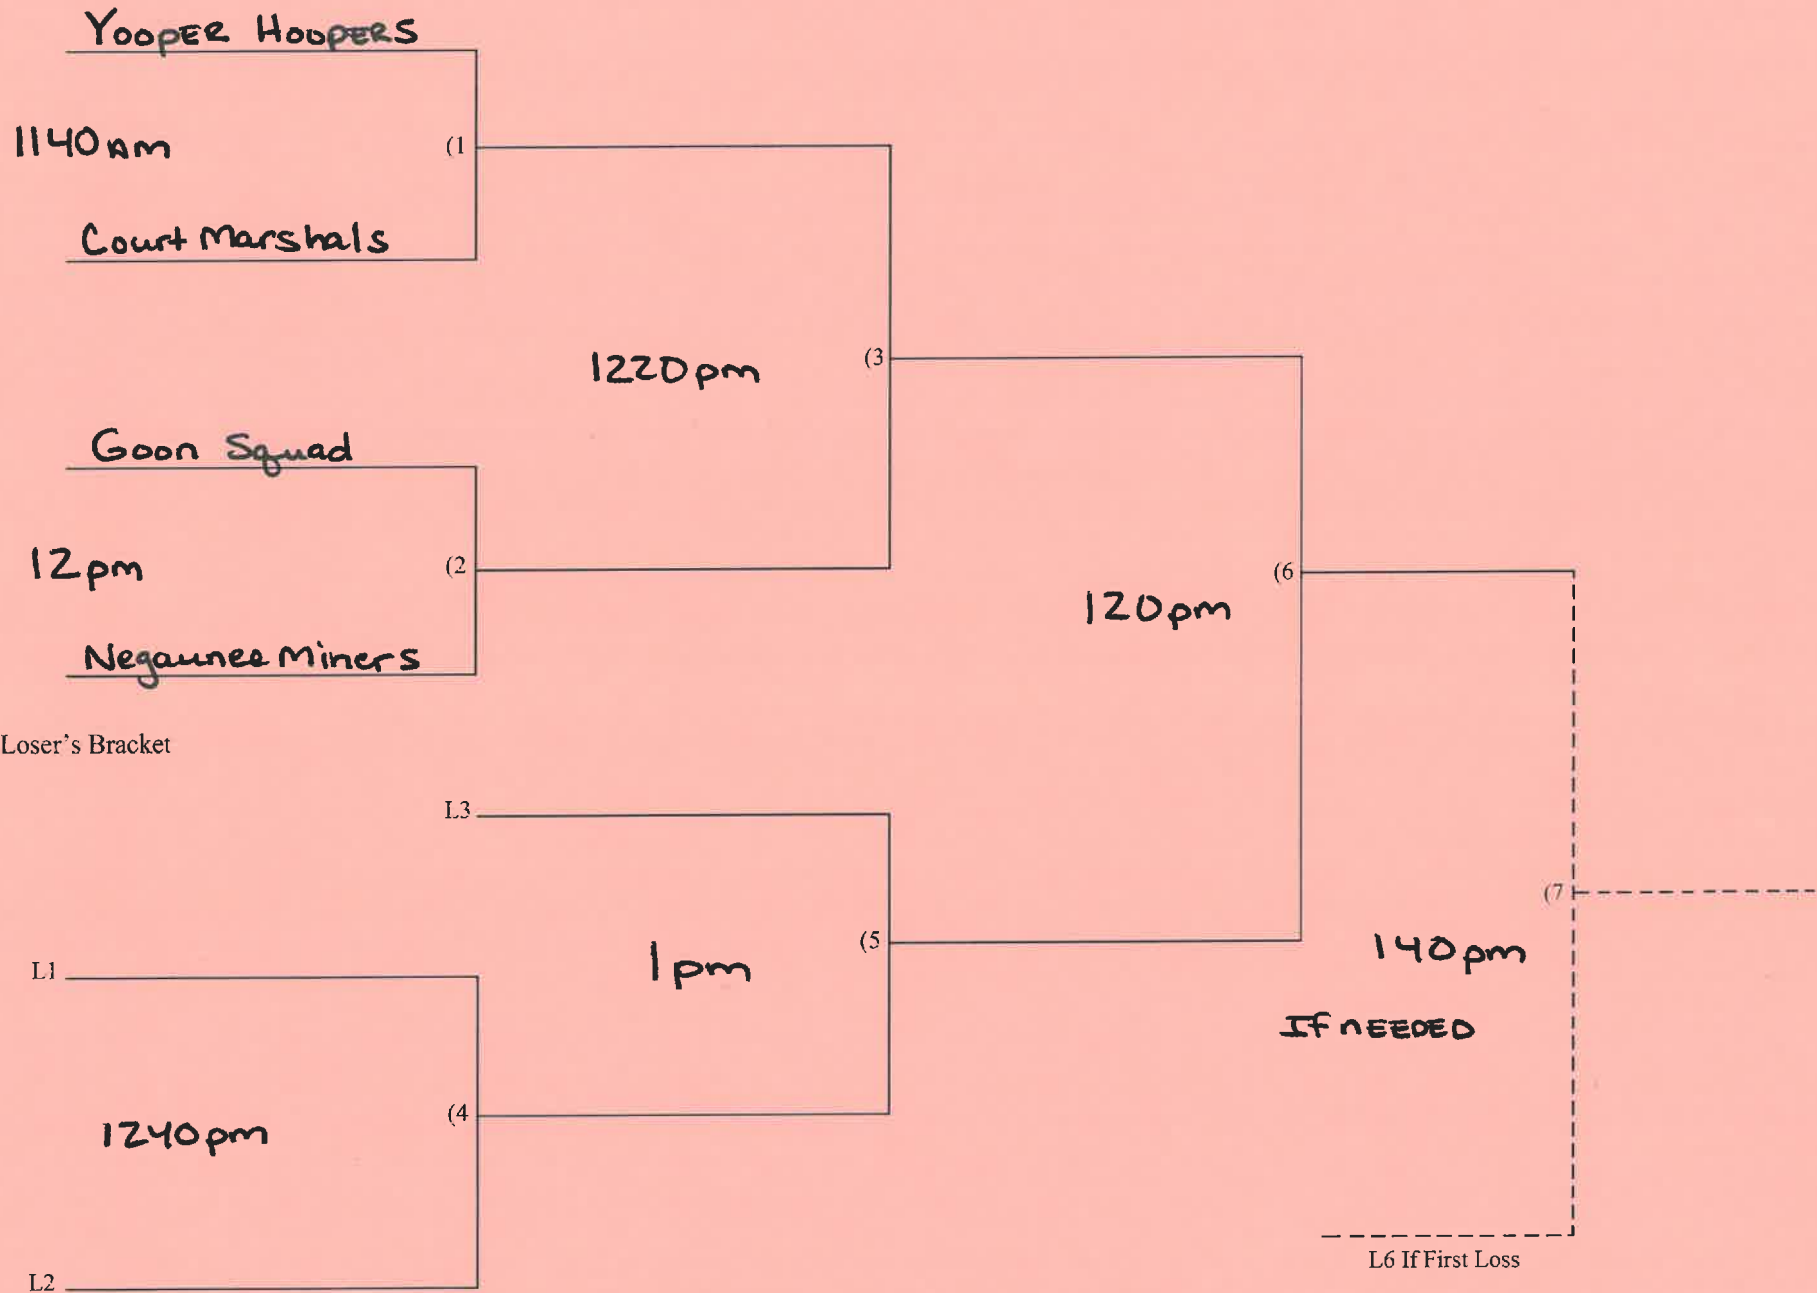 Yooper Hoopers
1140am
(1
Court Marshals
1220pm
(3
Goon Squad
12pm
(2
(6
120pm
Negaunee Miners
Loser's Bracket
L3
(7
1pm
(5
140pm
L1
If needed
1240pm
(4
L6 If First Loss
L2